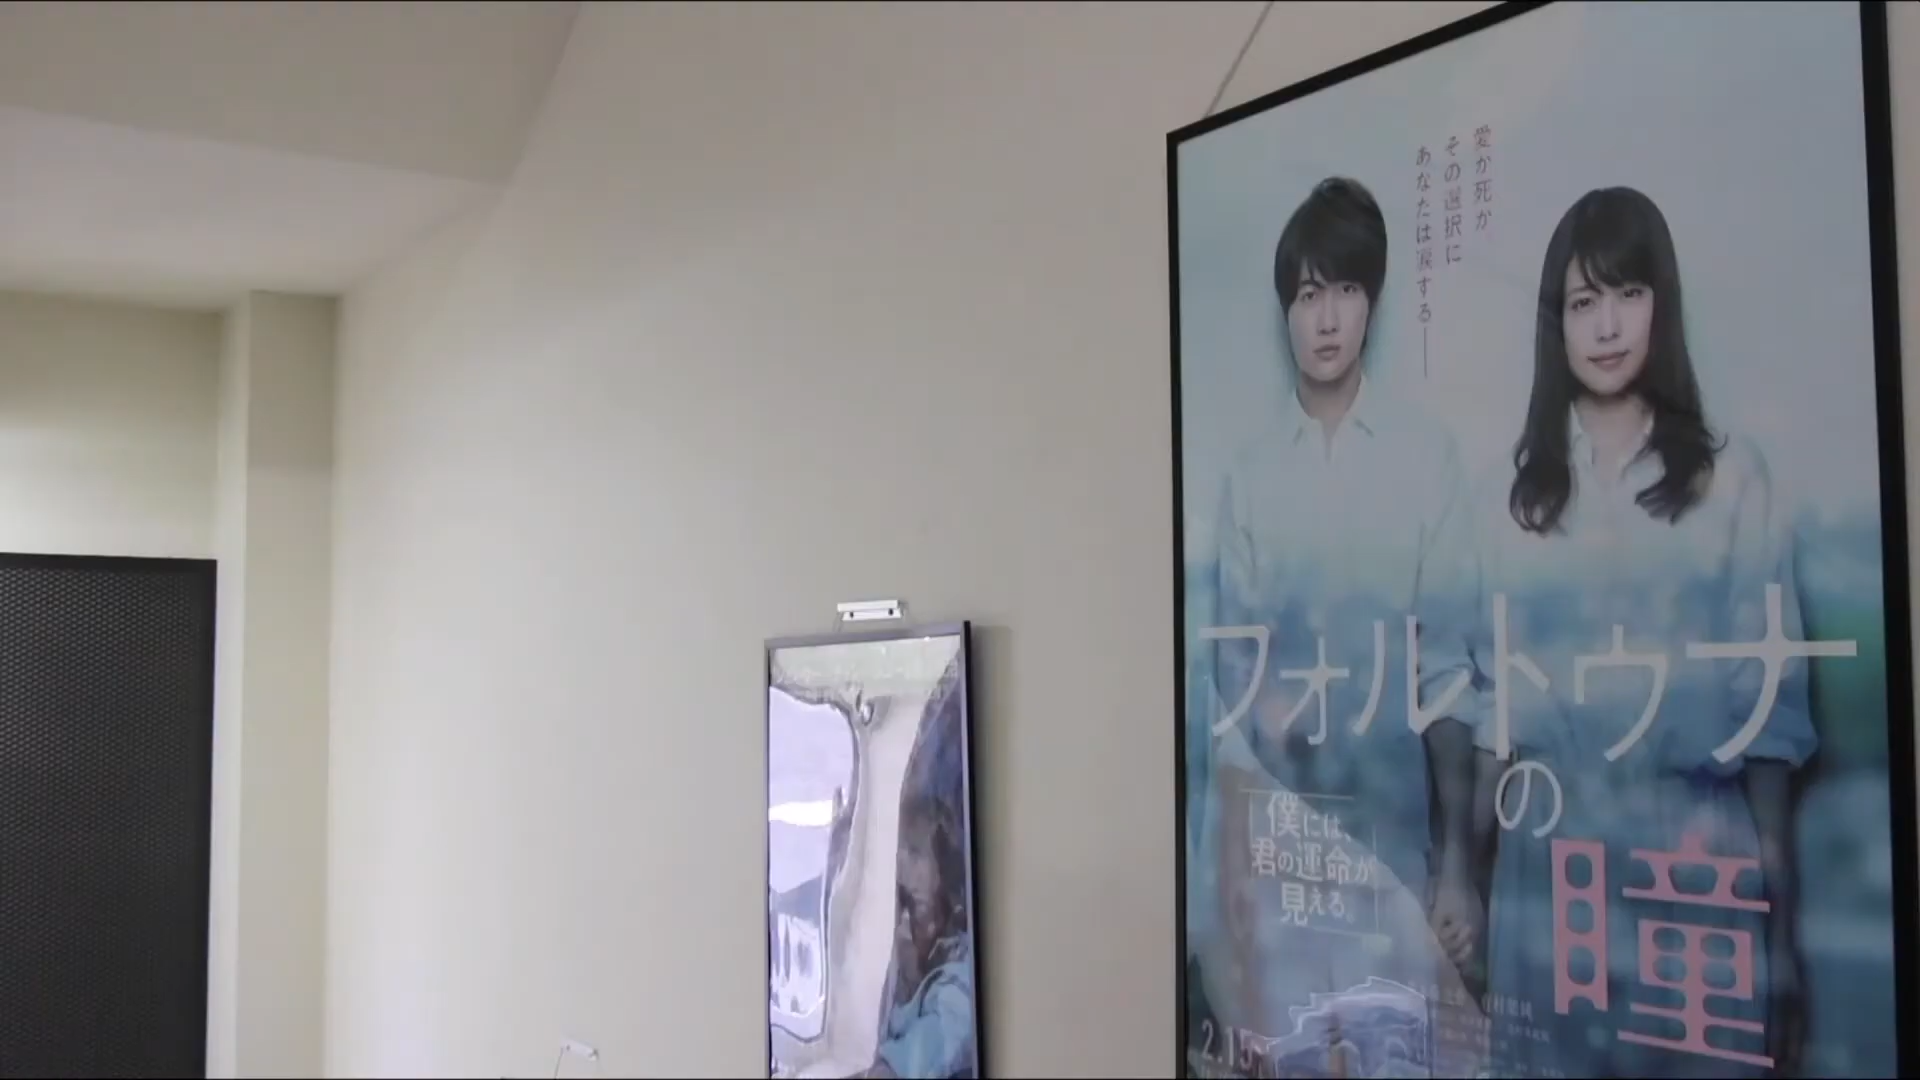 愛か死か、
その選択に
あなたは涙する——
フォルトゥナ
の
瞳
僕には、
君の運命が
見える。
2.15